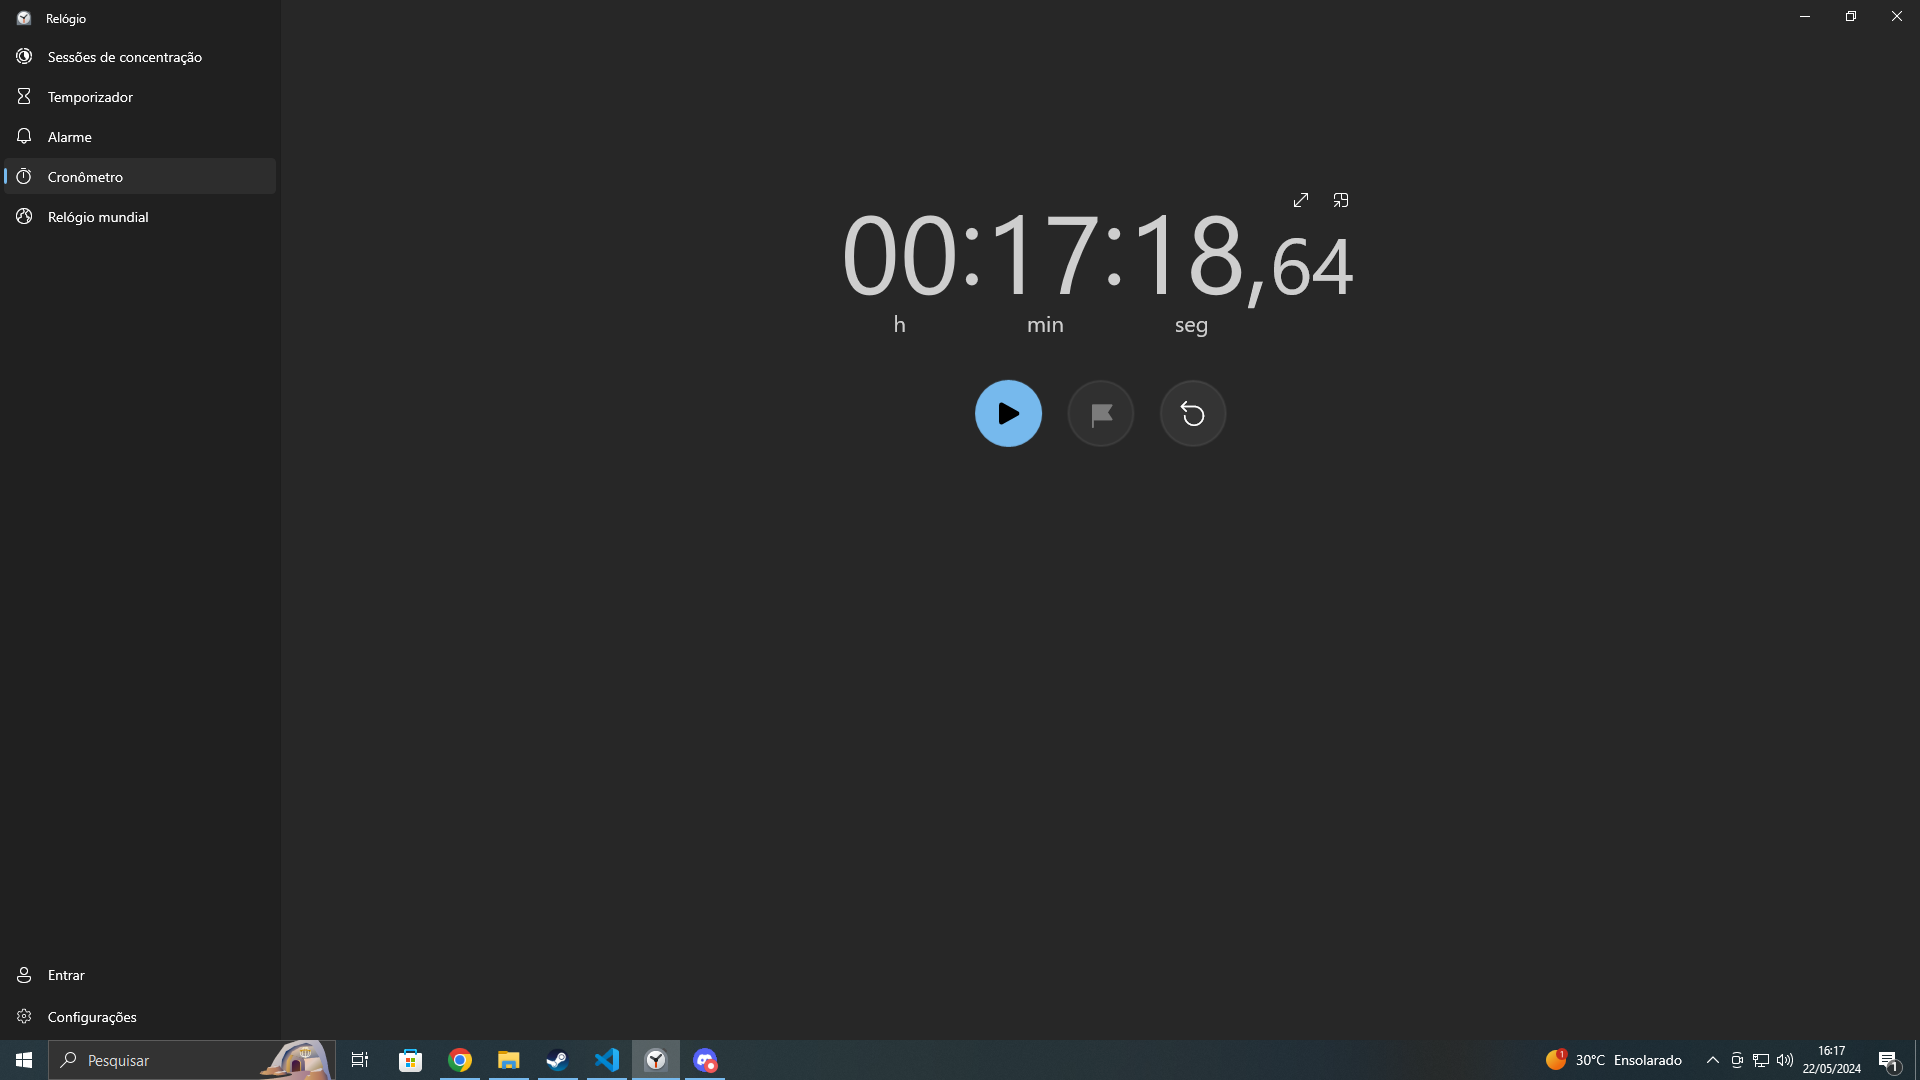 Relógio
Sessões de concentração
Temporizador
Alarme
Cronômetro
Relógio mundial
00:17:18,64
h min seg
Entrar
Configurações
Pesquisar
1
30°C Ensolarado
16:17
22/05/2024
1